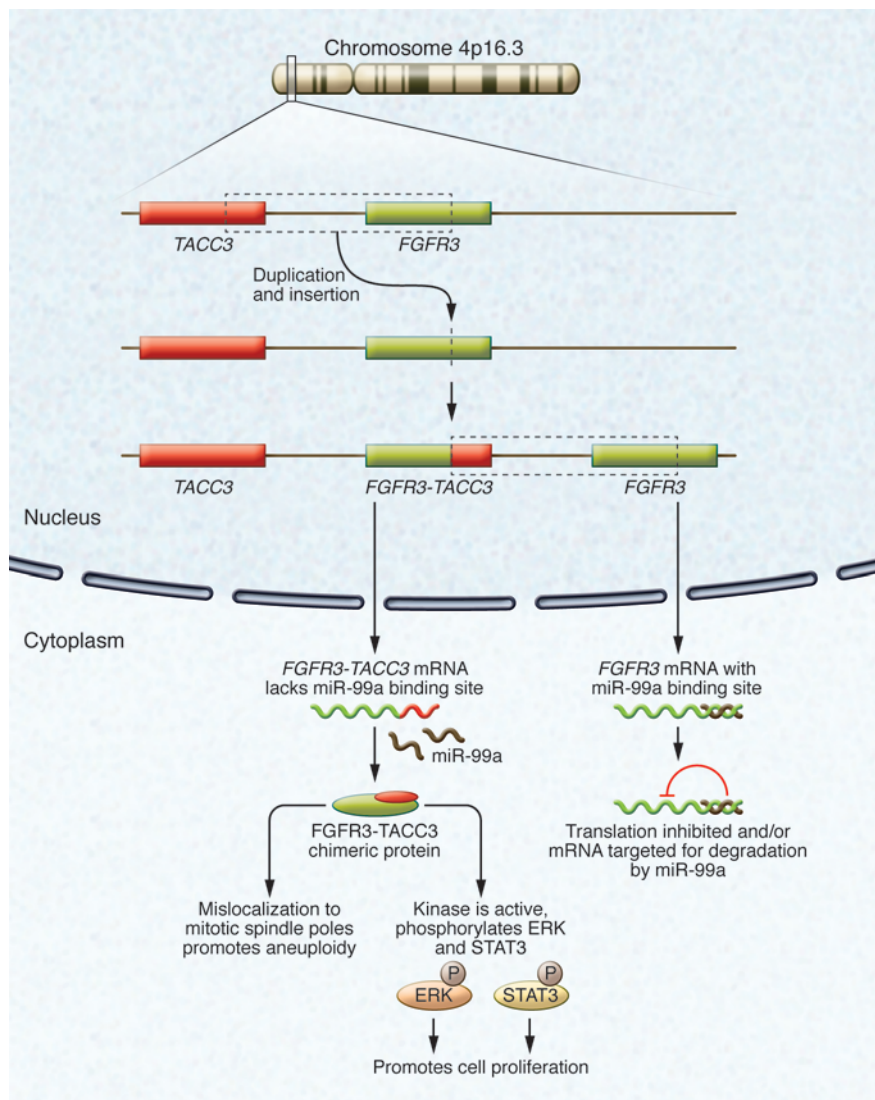 Chromosome 4p16.3
TACC3
FGFR3
Duplication
and insertion
TACC3
FGFR3-TACC3
FGFR3
Nucleus
Cytoplasm
FGFR3-TACC3 mRNA
lacks miR-99a binding site
FGFR3 mRNA with
miR-99a binding site
miR-99a
FGFR3-TACC3
chimeric protein
Translation inhibited and/or
mRNA targeted for degradation
by miR-99a
Mislocalization to
mitotic spindle poles
promotes aneuploidy
Kinase is active,
phosphorylates ERK
and STAT3
P
ERK
P
STAT3
Promotes cell proliferation